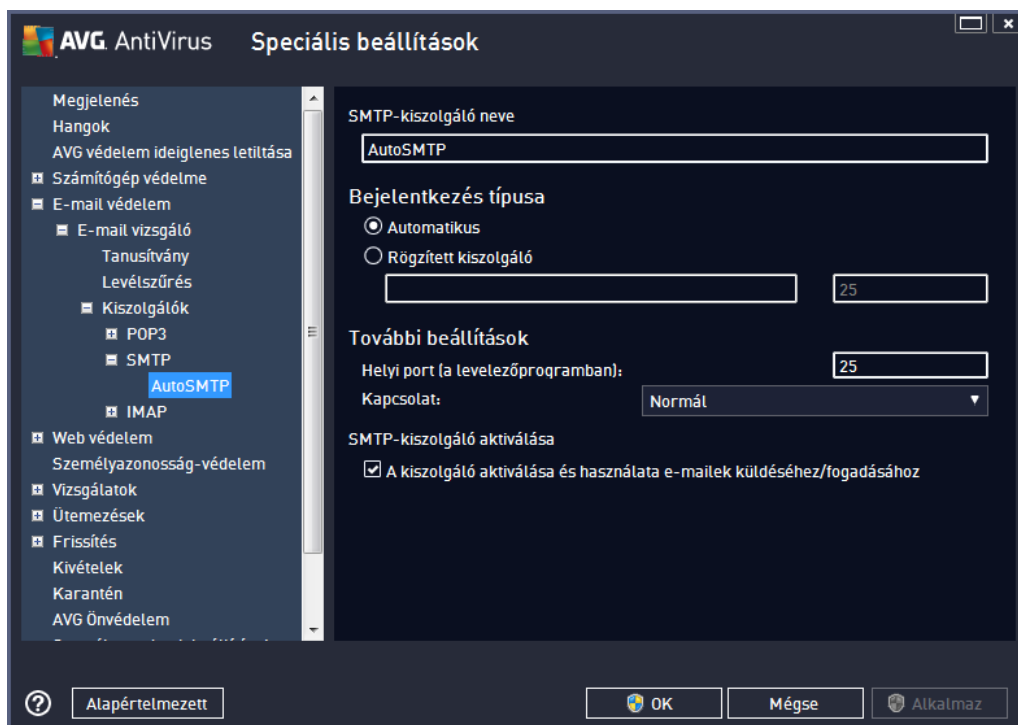 AVG AntiVirus Speciális beállítások
Megjelenés
Hangok
AVG védelem ideiglenes letiltása
Számítógép védelme
E-mail védelem
E-mail vizsgáló
Tanusítvány
Levélszűrés
Kiszolgálók
POP3
SMTP
AutoSMTP
IMAP
Web védelem
Személyazonosság-védelem
Vizsgálatok
Ütemezések
Frissítés
Kivételek
Karantén
AVG Önvédelem
SMTP-kiszolgáló neve
AutoSMTP
Bejelentkezés típusa
Automatikus
Rögzített kiszolgáló
25
További beállítások
Helyi port (a levelezőprogramban): 25
Kapcsolat: Normál
SMTP-kiszolgáló aktiválása
A kiszolgáló aktiválása és használata e-mailek küldéséhez/fogadásához
? Alapértelmezett OK Mégse Alkalmaz